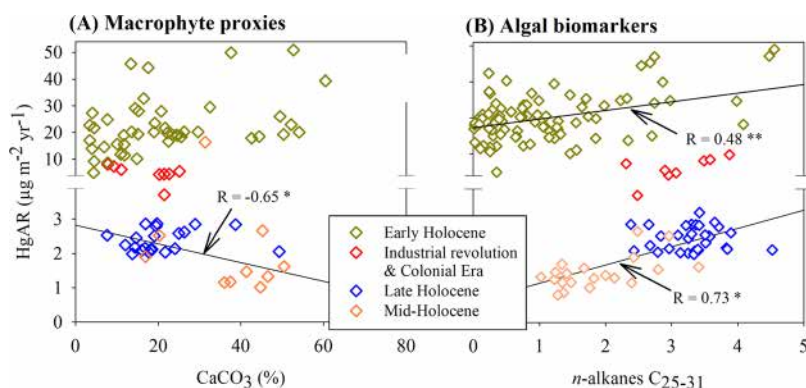 (A) Macrophyte proxies
(B) Algal biomarkers
HgAR (µg m-2 yr-1)
50
40
30
20
10
3
2
1
0
R = -0.65 *
R = 0.48 **
R = 0.73 *
Early Holocene
Industrial revolution
& Colonial Era
Late Holocene
Mid-Holocene
0 20 40 60 80
0 1 2 3 4 5
CaCO3 (%)
n-alkanes C25-31